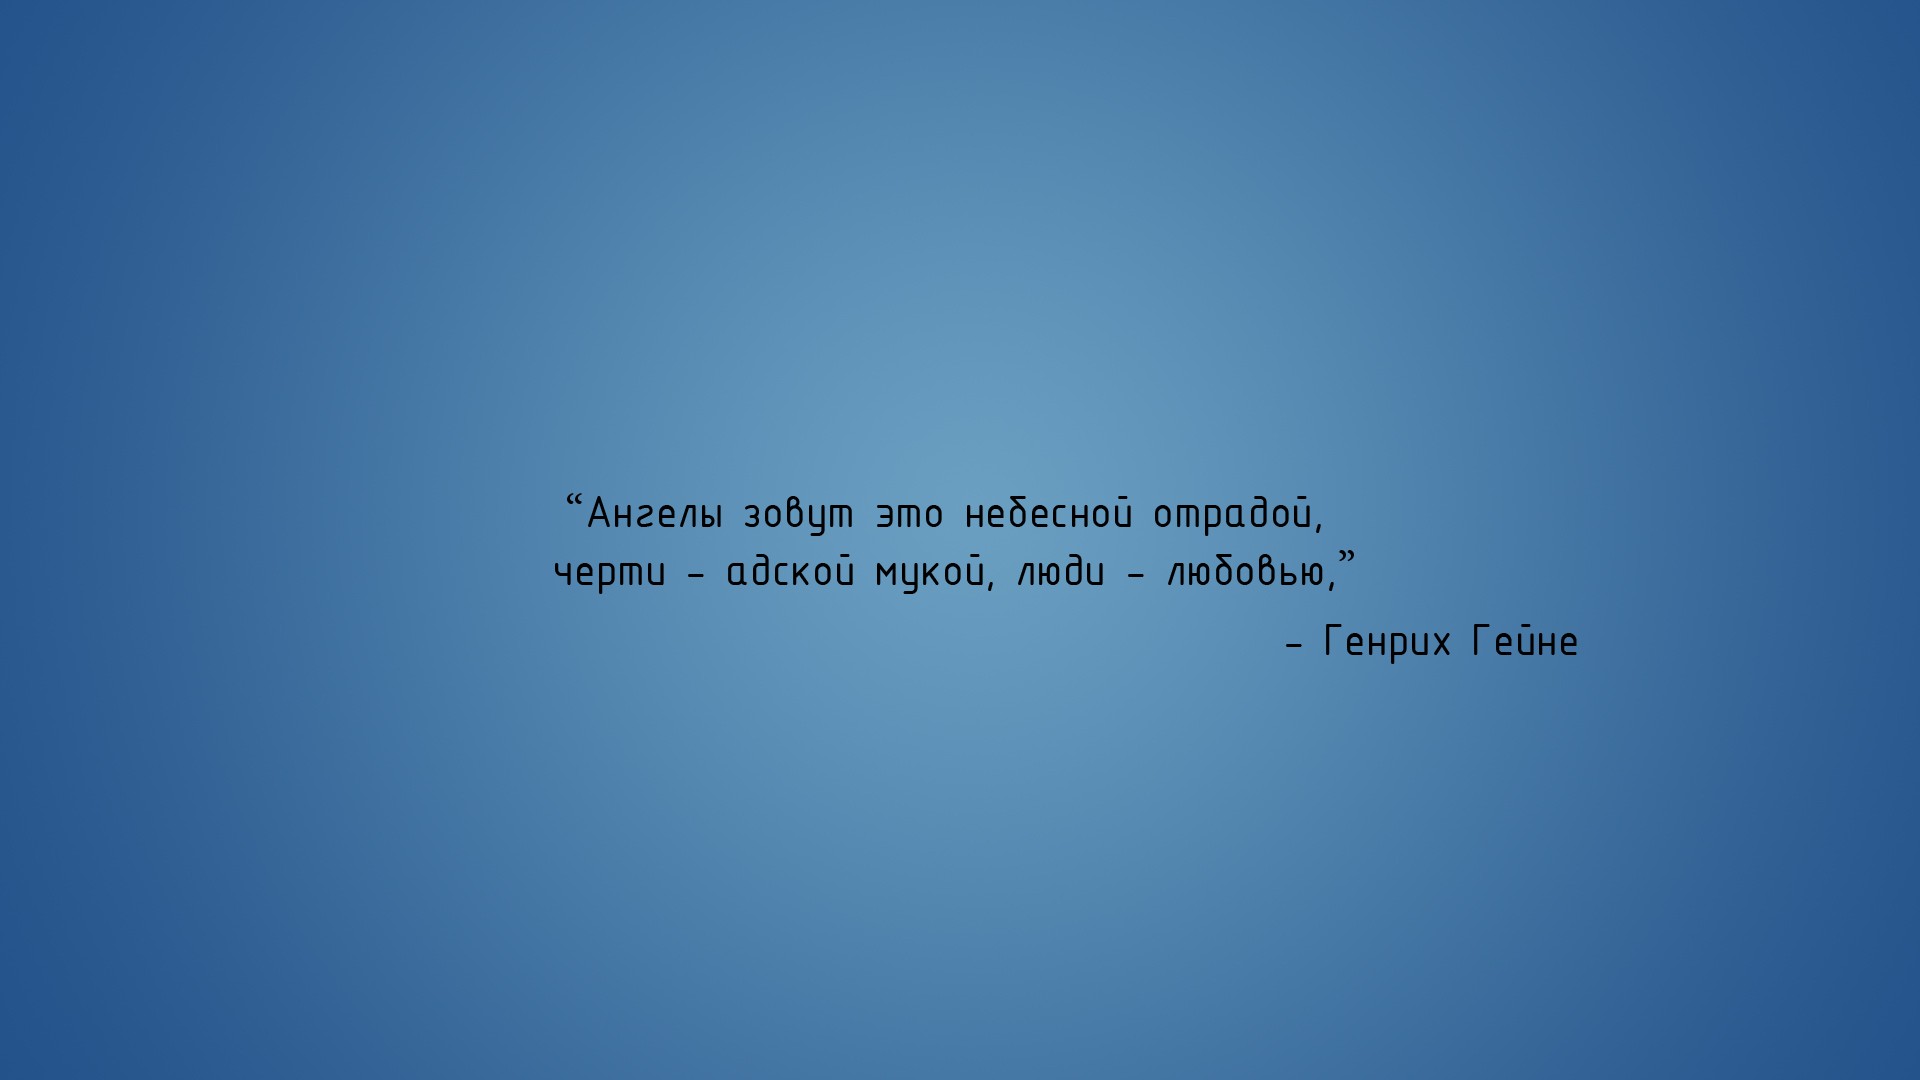 “Ангелы зовут это небесной отрадой,
черти – адской мукой, люди – любовью,”
– Генрих Гейне